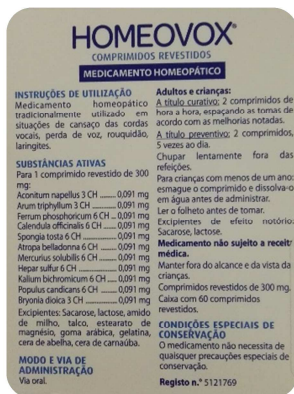 HOMEOVOX®
COMPRIMIDOS REVESTIDOS
MEDICAMENTO HOMEOPÁTICO
INSTRUÇÕES DE UTILIZAÇÃO
Medicamento homeopático
tradicionalmente utilizado em
situações de cansaço das cordas
vocais, perda de voz, rouquidão,
laringites.
SUBSTÂNCIAS ATIVAS
Para 1 comprimido revestido de 300
mg:
Aconitum napellus 3 CH ............ 0,091 mg
Arum triphyllum 3 CH ............ 0,091 mg
Ferrum phosphoricum 6 CH ... 0,091 mg
Calendula officinalis 6 CH ........ 0,091 mg
Spongia tosta 6 CH ............ 0,091 mg
Atropa belladonna 6 CH ......... 0,091 mg
Mercurius solubilis 6 CH ......... 0,091 mg
Hepar sulfur 6 CH ............ 0,091 mg
Kalium bichromicum 6 CH ...... 0,091 mg
Populus candicans 6 CH ......... 0,091 mg
Bryonia dioica 3 CH ............ 0,091 mg
Excipientes: Sacarose, lactose, amido
de milho, talco, estearato de
magnésio, goma arábica, gelatina,
cera de abelha, cera de carnaúba.
MODO E VIA DE
ADMINISTRAÇÃO
Via oral.
Adultos e crianças:
A título curativo: 2 comprimidos de
hora a hora, espaçando as tomas de
acordo com as melhorias notadas.
A título preventivo: 2 comprimidos,
5 vezes ao dia.
Chupar lentamente fora das
refeições.
Para crianças com menos de um ano:
esmague o comprimido e dissolva-o
em água antes de administrar.
Ler o folheto antes de tomar.
Excipientes de efeito notório:
Sacarose, lactose.
Medicamento não sujeito a receit
médica.
Manter fora do alcance e da vista da
crianças.
Comprimidos revestidos de 300 mg.
Caixa com 60 comprimidos
revestidos.
CONDIÇÕES ESPECIAIS DE
CONSERVAÇÃO
O medicamento não necessita de
quaisquer precauções especiais de
conservação.
Registo n.° 5121769